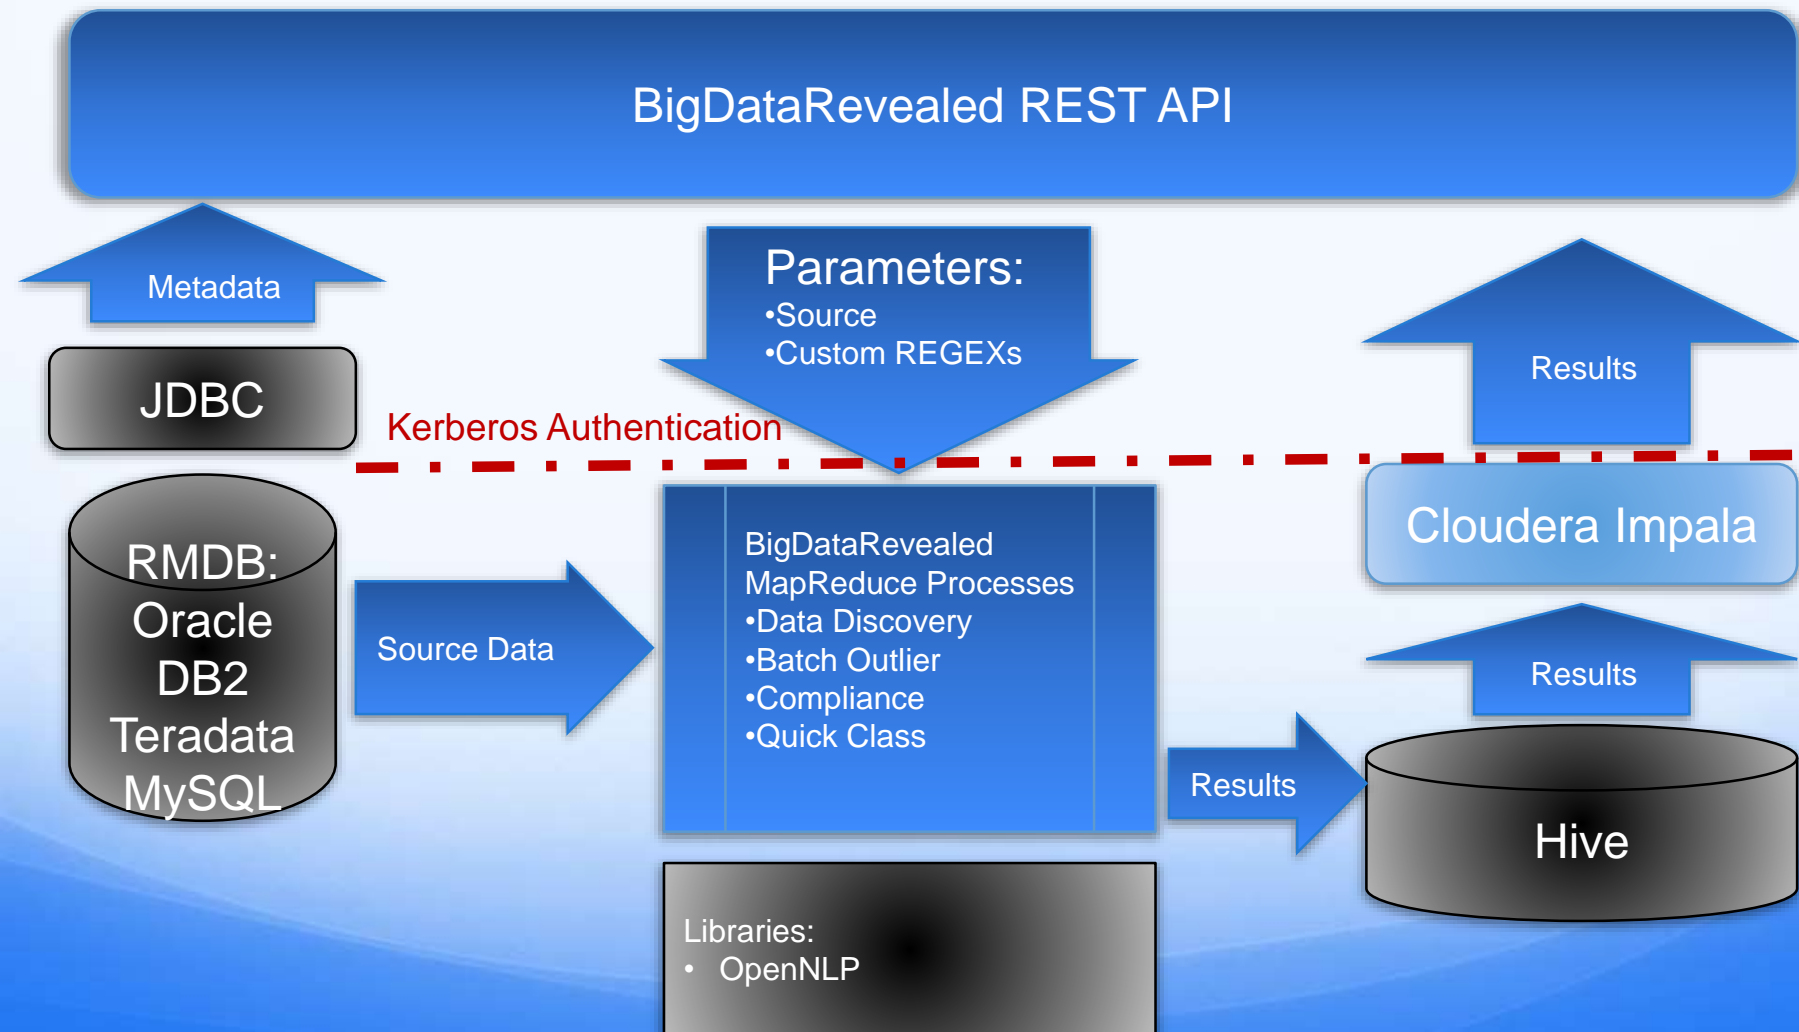 BigDataRevealed REST API
Metadata
Parameters:
•Source
•Custom REGEXs
Results
JDBC
Kerberos Authentication
RMDB:
Oracle
DB2
Teradata
MySQL
Source Data
BigDataRevealed
MapReduce Processes
•Data Discovery
•Batch Outlier
•Compliance
•Quick Class
Cloudera Impala
Results
Results
Hive
Libraries:
• OpenNLP